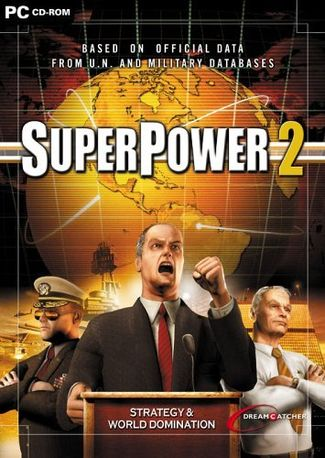 PC CD-ROM
BASED ON OFFICIAL DATA
FROM U.N. AND MILITARY DATABASES
SUPERPOWER 2
STRATEGY &
WORLD DOMINATION
DREAMCATCHER